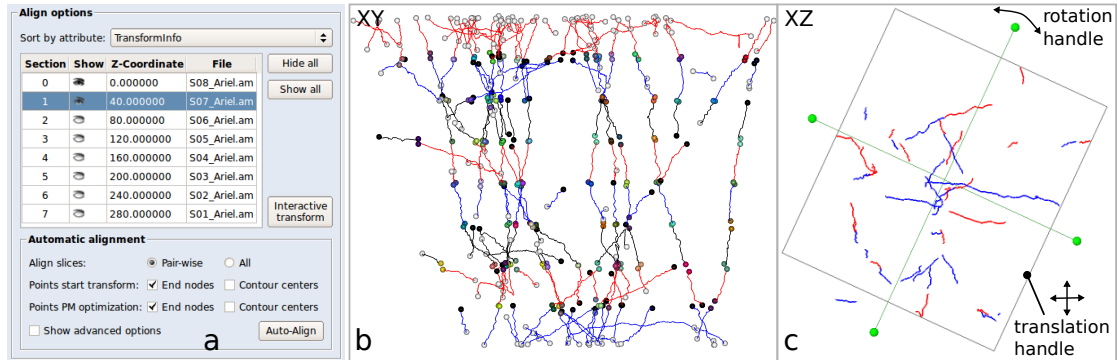 Align options
Sort by attribute: TransformInfo
Section Show Z-Coordinate File
0 0.000000 S08_Ariel.am
1 40.000000 S07_Ariel.am
2 80.000000 S06_Ariel.am
3 120.000000 S05_Ariel.am
4 160.000000 S04_Ariel.am
5 200.000000 S03_Ariel.am
6 240.000000 S02_Ariel.am
7 280.000000 S01_Ariel.am
Hide all
Show all
Interactive
transform
Automatic alignment
Align slices: Pair-wise All
Points start transform: End nodes Contour centers
Points PM optimization: End nodes Contour centers
Show advanced options Auto-Align
a
XY
b
XZ
rotation
handle
translation
handle
c